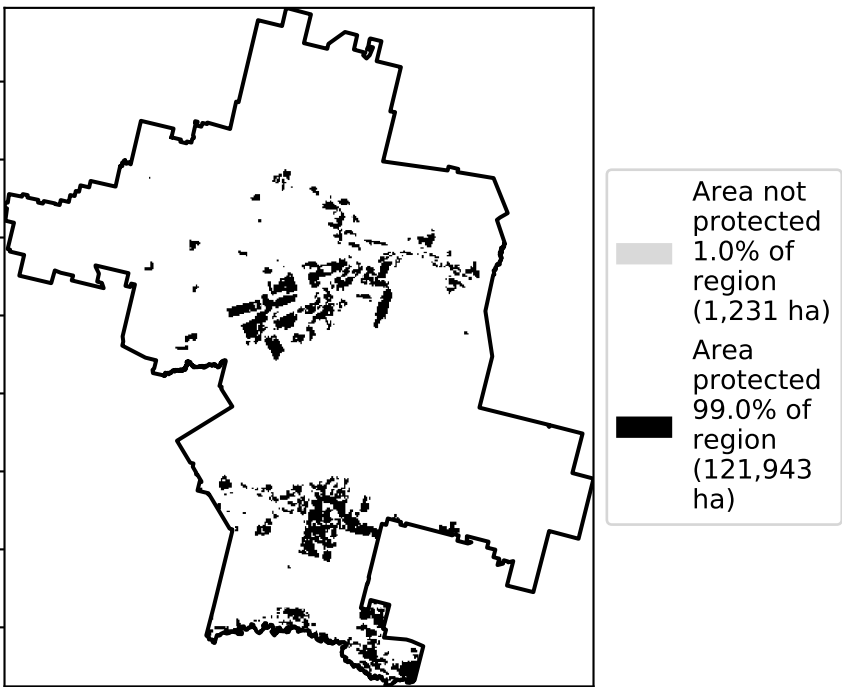 Area not
protected
1.0% of
region
(1,231 ha)
Area
protected
99.0% of
region
(121,943
ha)